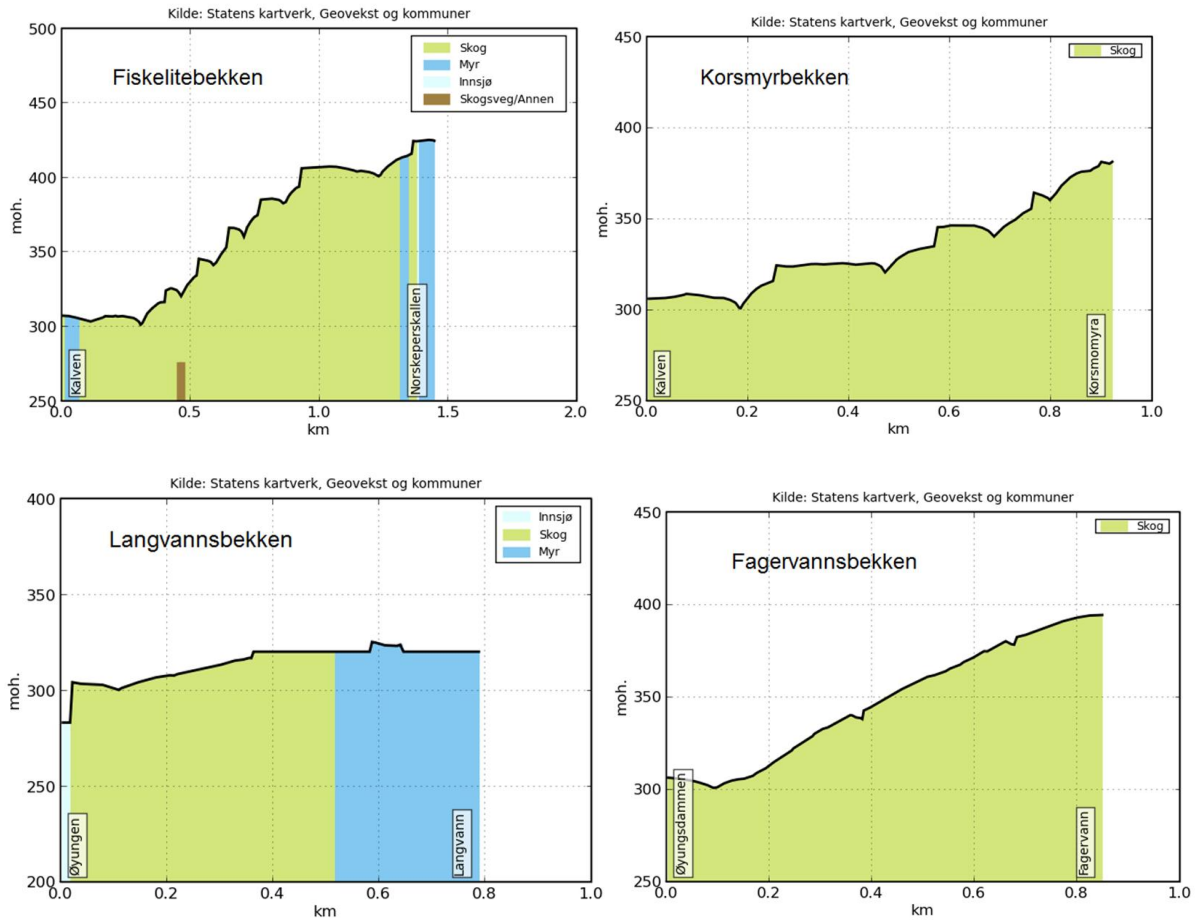 Kilde: Statens kartverk, Geovekst og kommuner
500
450
400
350
300
250
moh.
Fiskelitebekken
Skog
Myr
Innsjø
Skogsveg/Annen
Kalven
Norskeperskallen
0.0 0.5 1.0 1.5 2.0
km
Kilde: Statens kartverk, Geovekst og kommuner
450
400
350
300
250
moh.
Korsmyrbekken
Skog
Kalven
Korsmomyra
0.0 0.2 0.4 0.6 0.8 1.0
km
Kilde: Statens kartverk, Geovekst og kommuner
400
350
300
250
200
moh.
Langvannsbekken
Innsjø
Skog
Myr
Øyungen
Langvann
0.0 0.2 0.4 0.6 0.8 1.0
km
Kilde: Statens kartverk, Geovekst og kommuner
450
400
350
300
250
moh.
Fagervannsbekken
Skog
Øyungsdammen
Fagervann
0.0 0.2 0.4 0.6 0.8 1.0
km